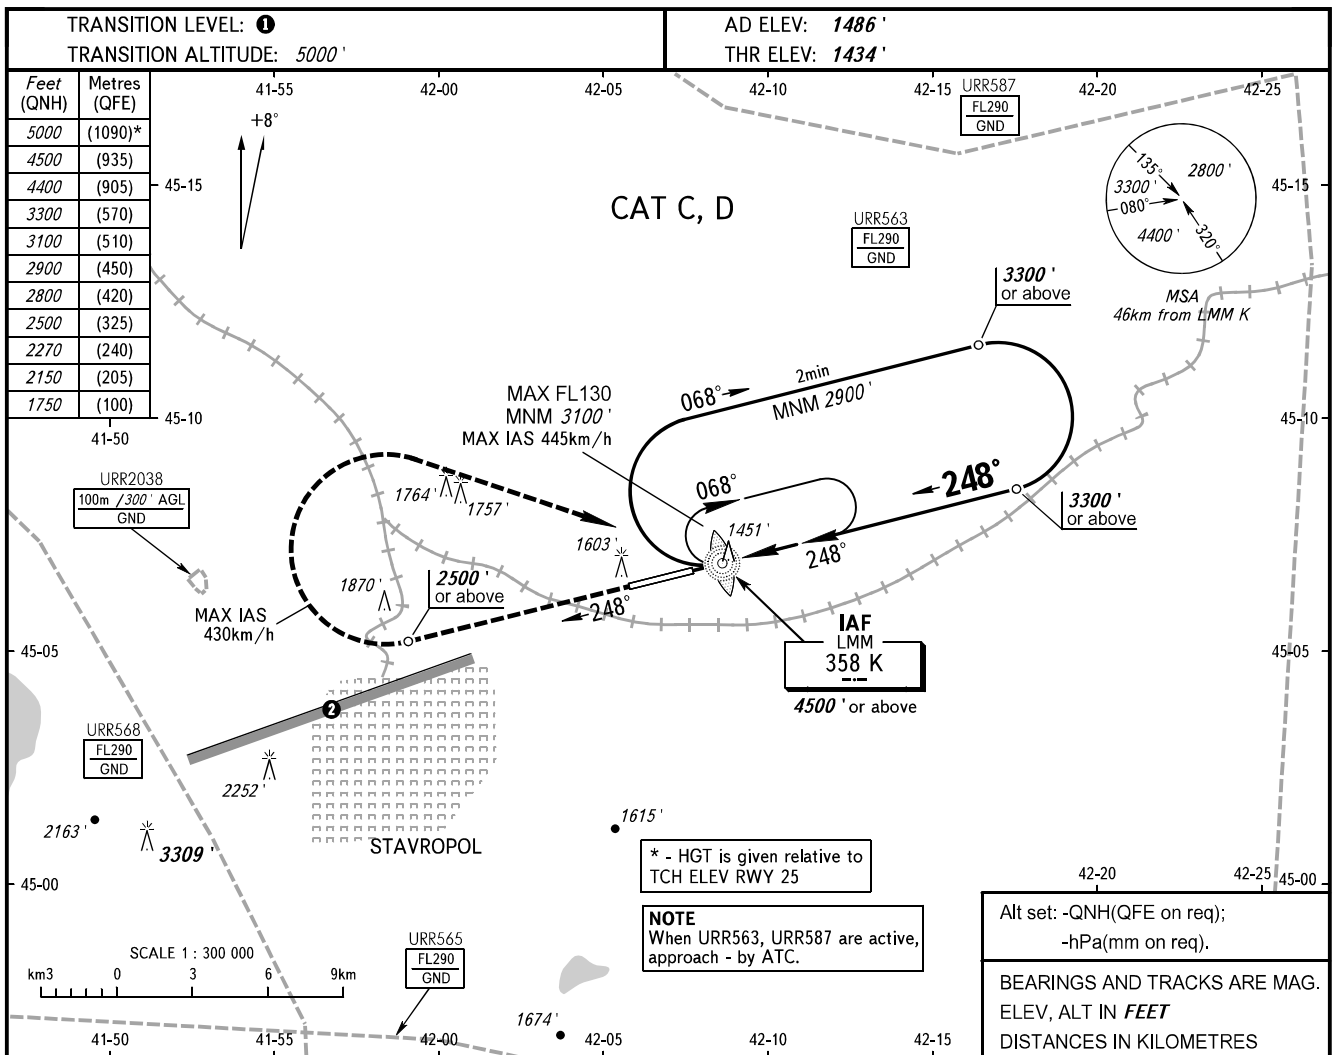 TRANSITION LEVEL: ❶
TRANSITION ALTITUDE: 5000'
AD ELEV: 1486'
THR ELEV: 1434'
Feet (QNH) Metres (QFE)
5000 (1090)*
4500 (935)
4400 (905)
3300 (570)
3100 (510)
2900 (450)
2800 (420)
2500 (325)
2270 (240)
2150 (205)
1750 (100)
41-55 42-00 42-05 42-10 42-15 42-20 42-25
+8°
URR587
FL290
GND
45-15
CAT C, D
URR563
FL290
GND
135°
2800'
3300'
080°
4400'
320°
45-15
MSA
46km from LMM K
3300'
or above
2min
068°
MNM 2900'
MAX FL130
MNM 3100'
MAX IAS 445km/h
45-10
41-50
45-10
URR2038
100m /300' AGL
GND
1764'
1757'
068°
248°
3300'
or above
1603'
1451'
248°
1870'
2500'
or above
248°
MAX IAS
430km/h
IAF
LMM
358 K
4500' or above
45-05
45-05
❷
URR568
FL290
GND
2252'
2163'
3309'
STAVROPOL
1615'
* - HGT is given relative to
TCH ELEV RWY 25
45-00
42-20 42-25 45-00
NOTE
When URR563, URR587 are active,
approach - by ATC.
Alt set: -QNH(QFE on req);
-hPa(mm on req).
URR565
FL290
GND
SCALE 1 : 300 000
km3 0 3 6 9km
BEARINGS AND TRACKS ARE MAG.
ELEV, ALT IN FEET
DISTANCES IN KILOMETRES
1674'
41-50 41-55 42-00 42-05 42-10 42-15